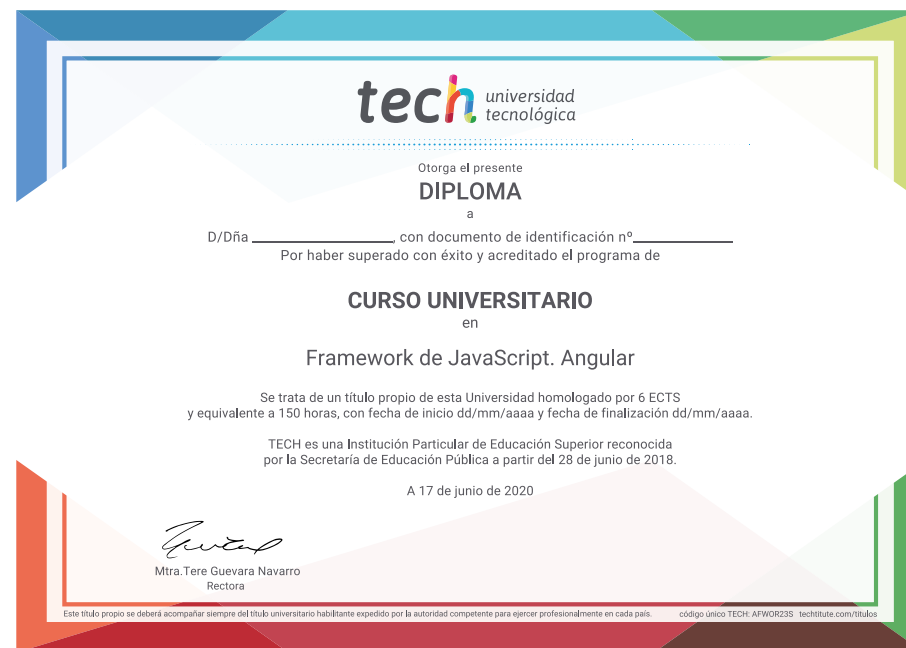 tech universidad
tecnológica
Otorga el presente
DIPLOMA
a
D/Dña ____________________, con documento de identificación nº______________
Por haber superado con éxito y acreditado el programa de
CURSO UNIVERSITARIO
en
Framework de JavaScript. Angular
Se trata de un título propio de esta Universidad homologado por 6 ECTS
y equivalente a 150 horas, con fecha de inicio dd/mm/aaaa y fecha de finalización dd/mm/aaaa.
TECH es una Institución Particular de Educación Superior reconocida
por la Secretaría de Educación Pública a partir del 28 de junio de 2018.
A 17 de junio de 2020
Mtra.Tere Guevara Navarro
Rectora
Este título propio se deberá acompañar siempre del título universitario habilitante expedido por la autoridad competente para ejercer profesionalmente en cada país. código único TECH: AFWOR23S techtitute.com/titulos